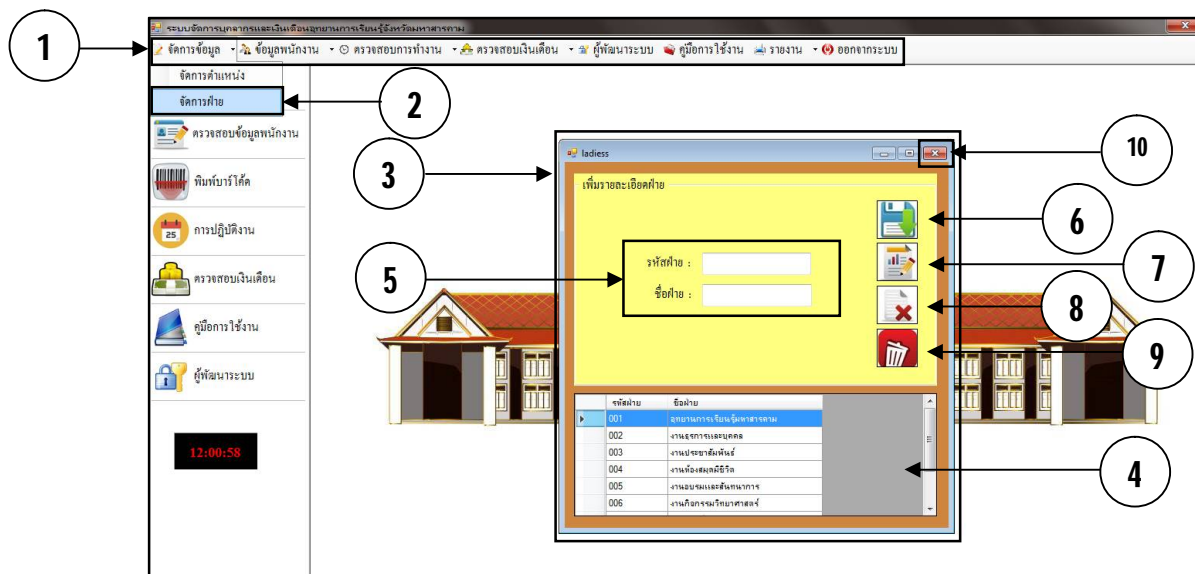 ระบบจัดการบุคลากรและเงินเดือนอุทยานการเรียนรู้จังหวัดมหาสารคาม
1
จัดการข้อมูล ข้อมูลพนักงาน ตรวจสอบการทำงาน ตรวจสอบเงินเดือน ผู้พัฒนาระบบ คู่มือการใช้งาน รายงาน ออกจากระบบ
จัดการตำแหน่ง
จัดการฝ่าย
2
ตรวจสอบข้อมูลพนักงาน
พิมพ์บาร์โค้ด
25
การปฏิบัติงาน
ตรวจสอบเงินเดือน
คู่มือการใช้งาน
ผู้พัฒนาระบบ
12:00:58
3
ladiess
10
เพิ่มรายละเอียดฝ่าย
6
5
รหัสฝ่าย :
7
ชื่อฝ่าย :
8
9
รหัสฝ่าย ชื่อฝ่าย
001 อุทยานการเรียนรู้มหาสารคาม
002 งานธุรการและบุคคล
003 งานประชาสัมพันธ์
004 งานห้องสมุดมีชีวิต
005 งานอบรมและสันทนาการ
006 งานกิจกรรมวิทยาศาสตร์
4